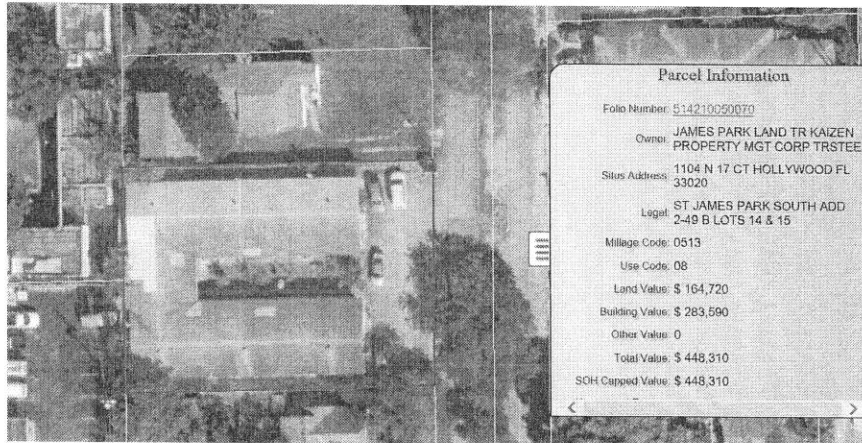 Parcel Information
Folio Number: 514210050070
Owner: JAMES PARK LAND TR KAIZEN
PROPERTY MGT CORP TRSTEE
Situs Address: 1104 N 17 CT HOLLYWOOD FL
33020
Legal: ST JAMES PARK SOUTH ADD
2-49 B LOTS 14 & 15
Millage Code: 0513
Use Code: 08
Land Value: $ 164,720
Building Value: $ 283,590
Other Value: 0
Total Value: $ 448,310
SOH Capped Value: $ 448,310